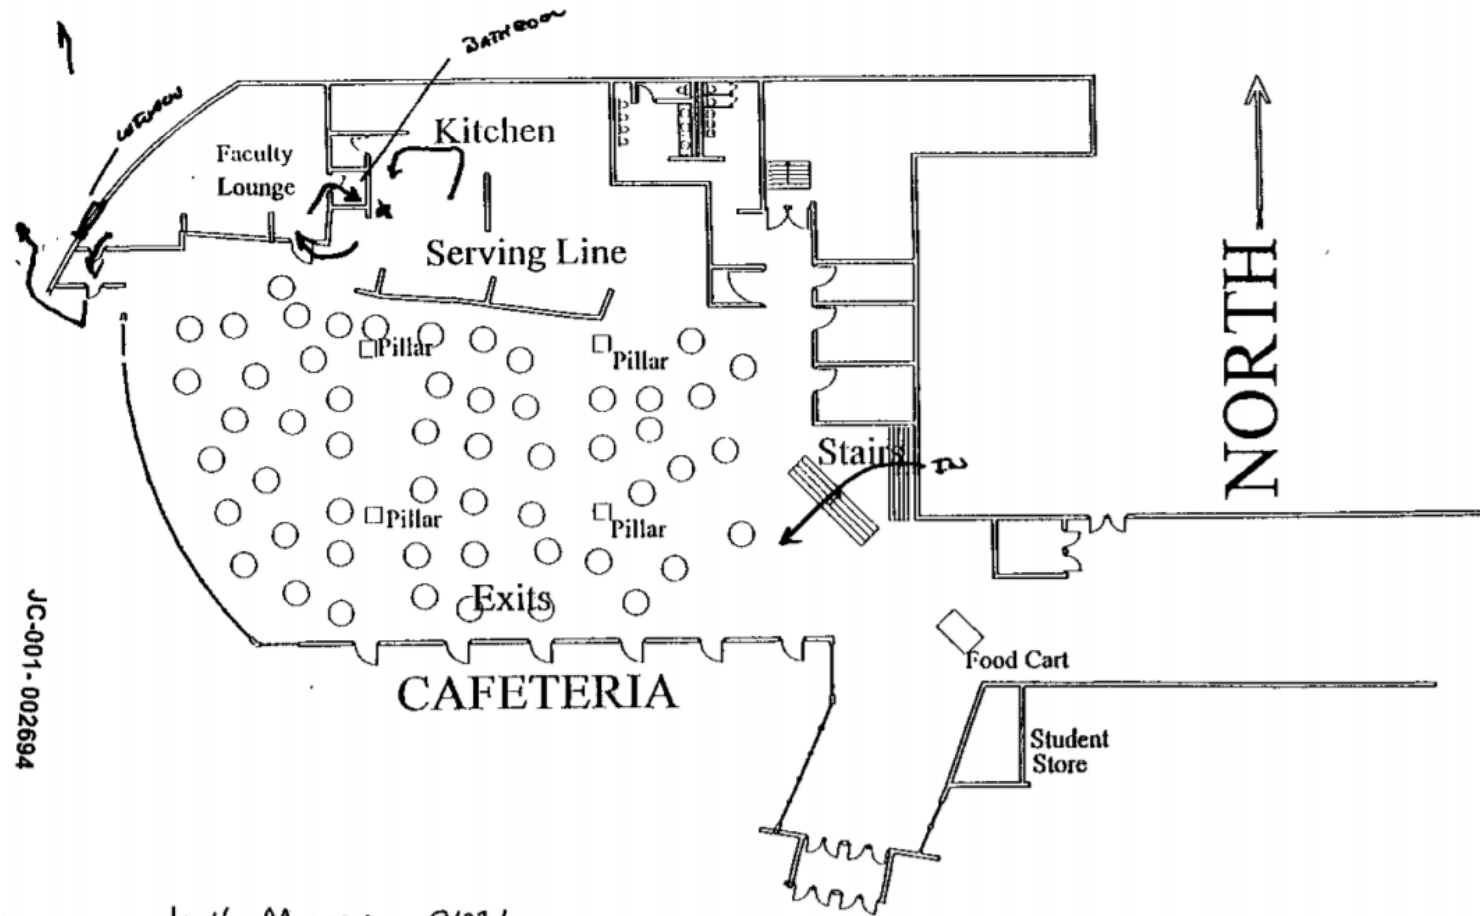 BATHROOM
Kitchen
Faculty
Lounge
Serving Line
Pillar
Pillar
NORTH
Stairs
IN
Pillar
Pillar
Exits
Food Cart
CAFETERIA
Student
Store
JC-001-002694